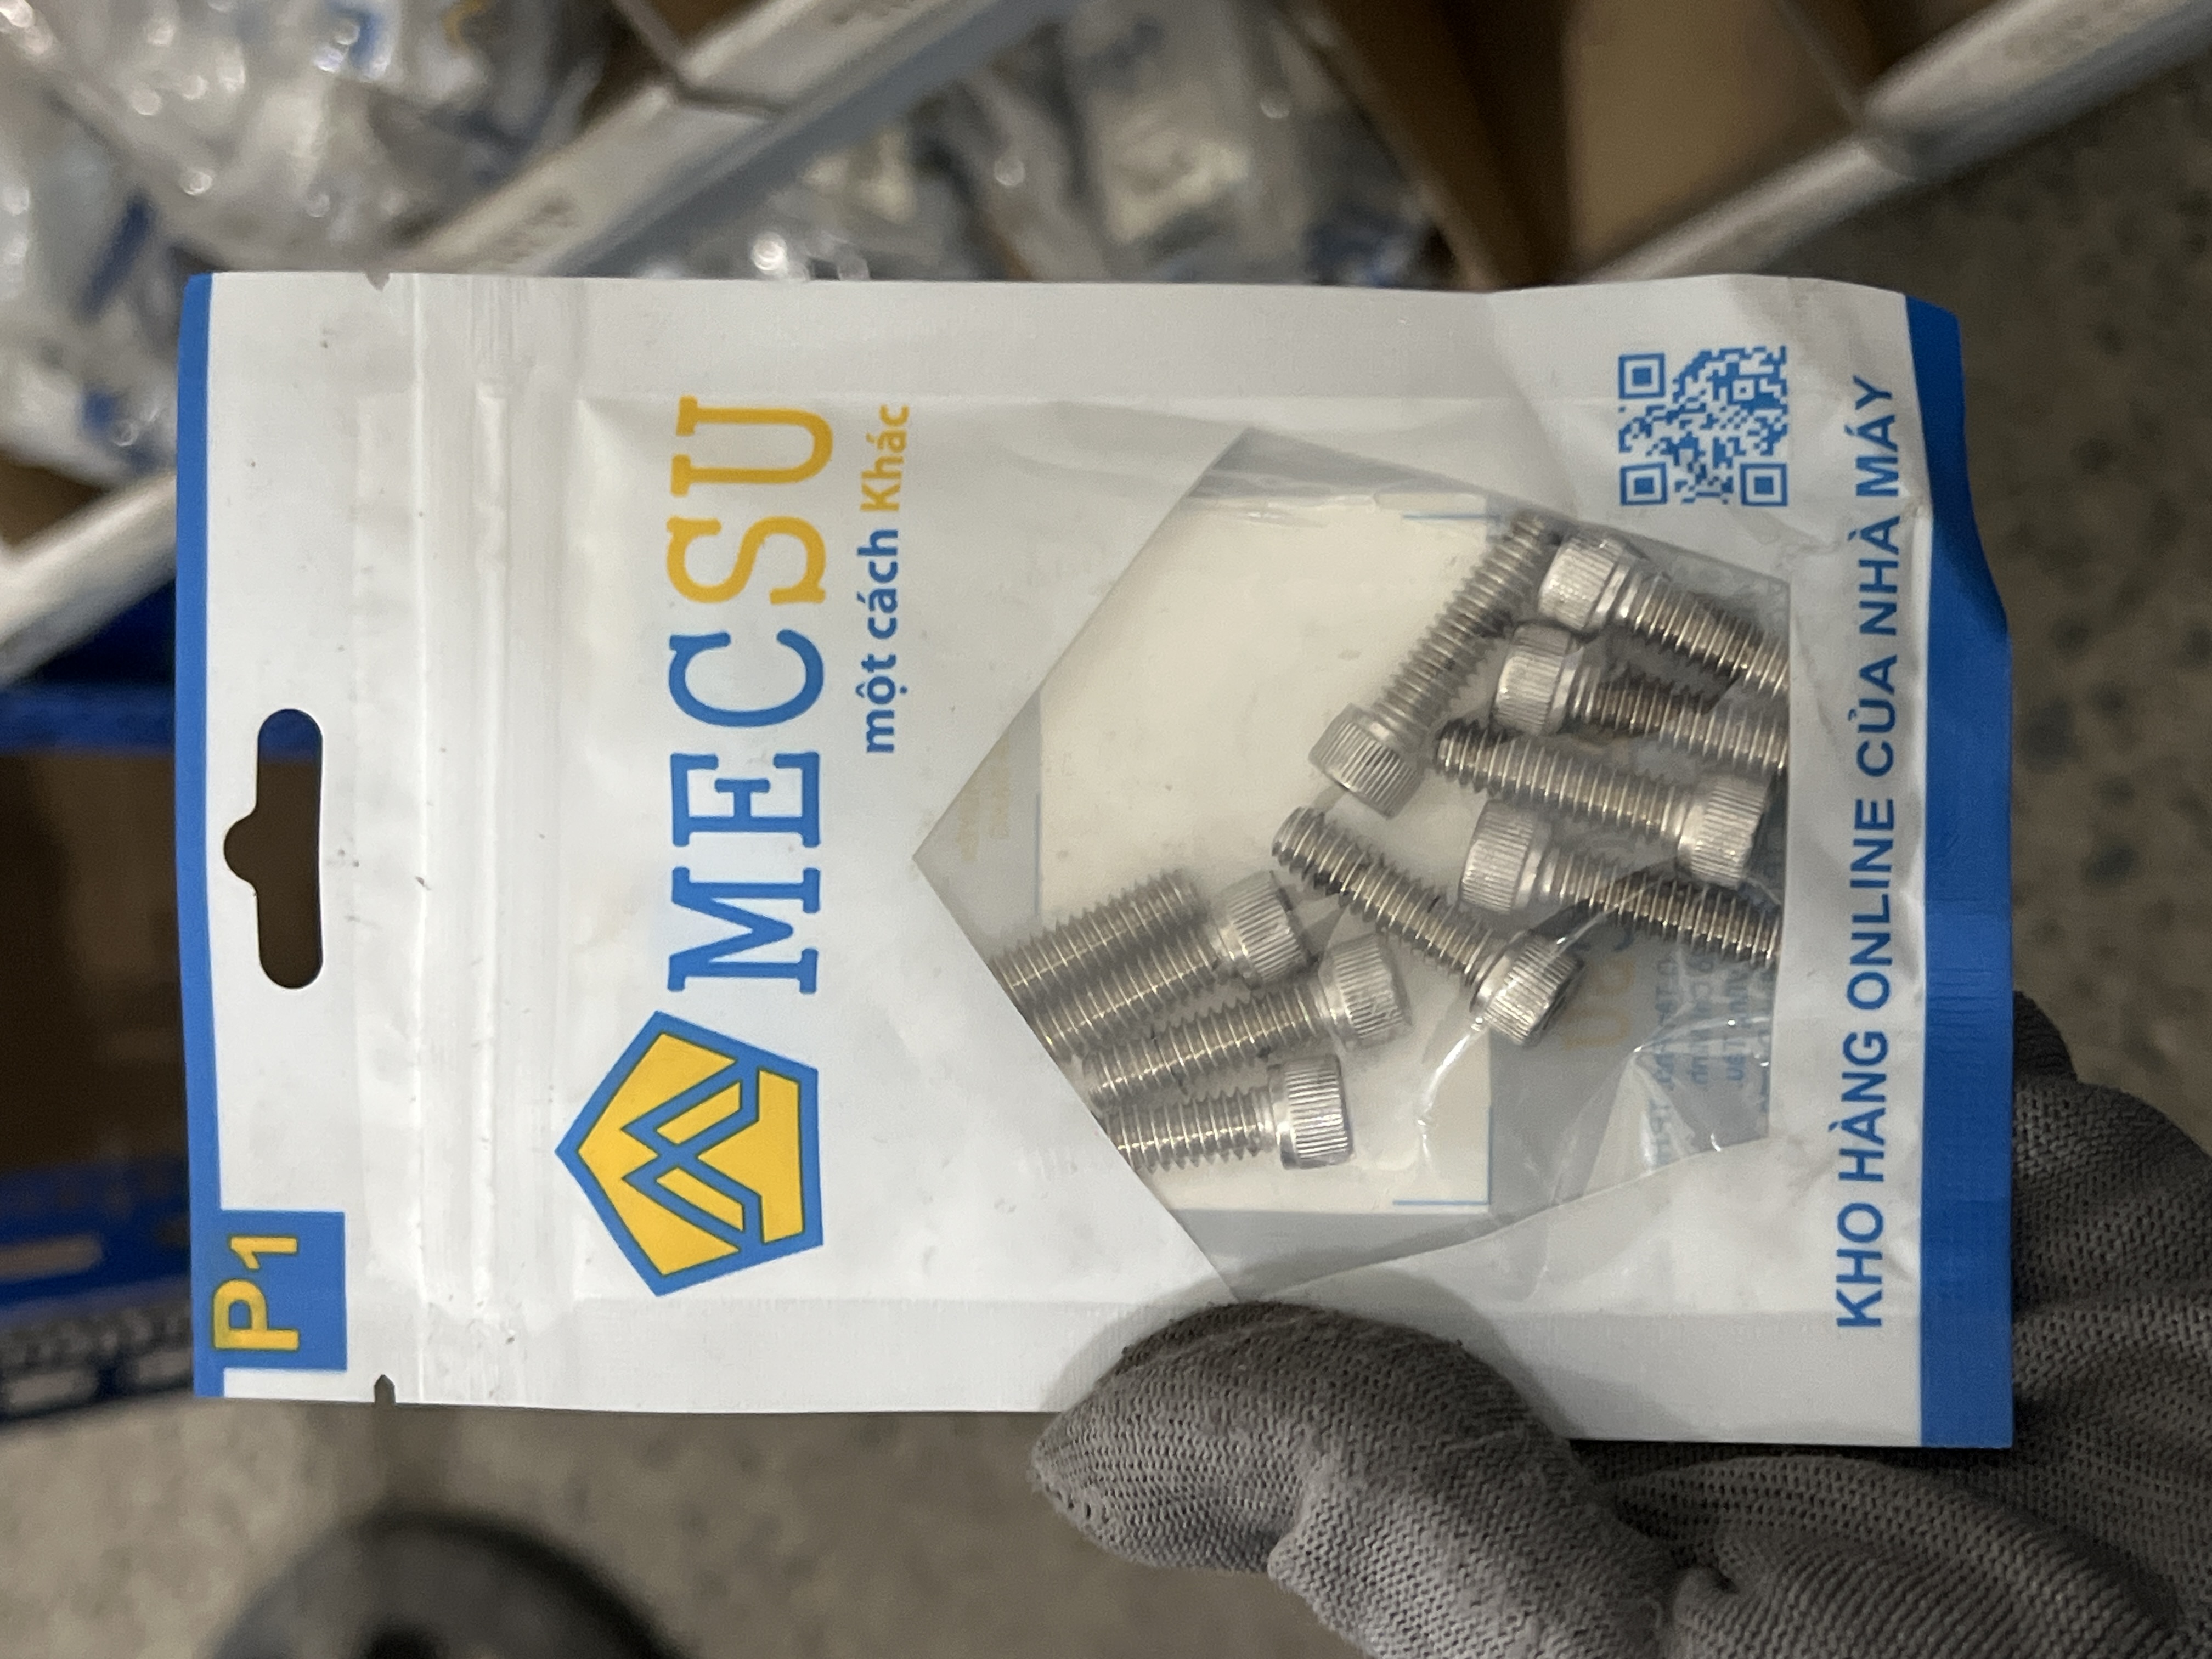 P1
MECSU
một cách Khác
KHO HÀNG ONLINE CỦA NHÀ MÁY